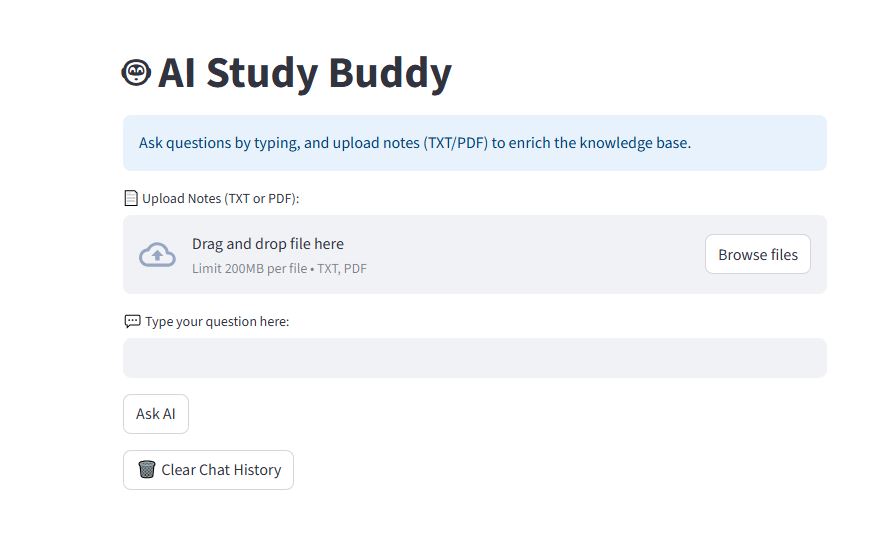 AI Study Buddy
Ask questions by typing, and upload notes (TXT/PDF) to enrich the knowledge base.
Upload Notes (TXT or PDF):
Drag and drop file here
Limit 200MB per file • TXT, PDF
Browse files
Type your question here:
Ask AI
Clear Chat History